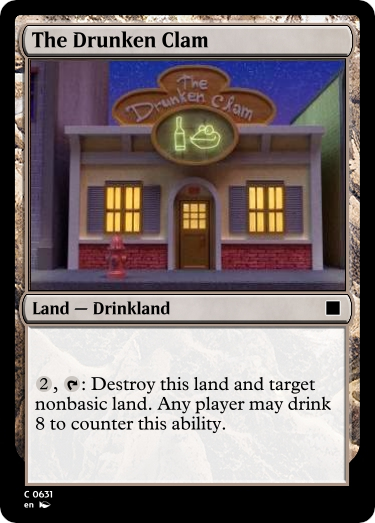 The Drunken Clam
The
Drunken Clam
Land — Drinkland
2, T: Destroy this land and target
nonbasic land. Any player may drink
8 to counter this ability.
C 0631
en